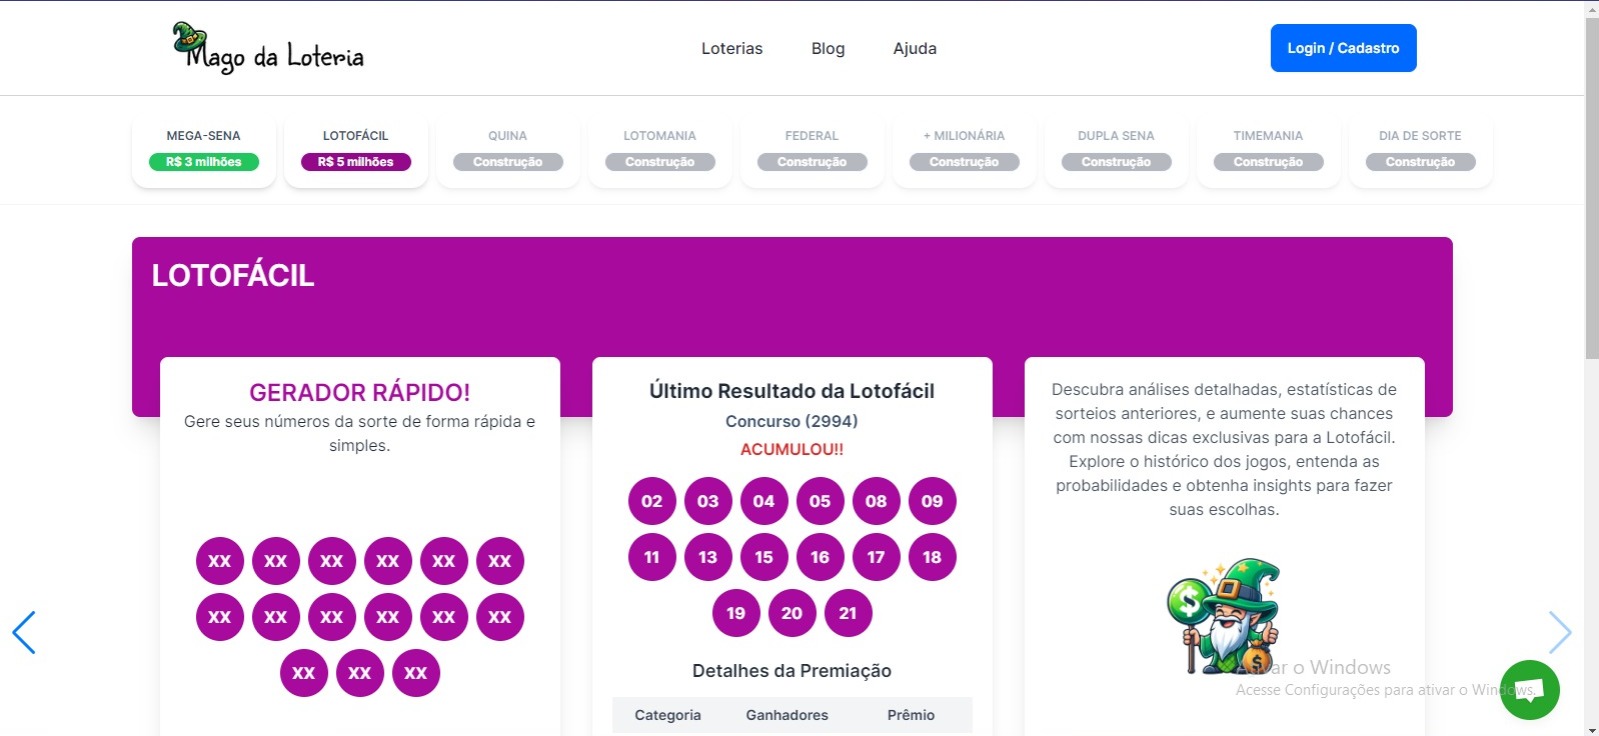 Mago da Loteria
Loterias
Blog
Ajuda
Login / Cadastro
MEGA-SENA
R$ 3 milhões
LOTOFÁCIL
R$ 5 milhões
QUINA
Construção
LOTOMANIA
Construção
FEDERAL
Construção
+ MILIONÁRIA
Construção
DUPLA SENA
Construção
TIMEMANIA
Construção
DIA DE SORTE
Construção
LOTOFÁCIL
GERADOR RÁPIDO!
Gere seus números da sorte de forma rápida e
simples.
XX XX XX XX XX XX
XX XX XX XX XX XX
XX XX XX
Último Resultado da Lotofácil
Concurso (2994)
ACUMULOU!!
02 03 04 05 08 09
11 13 15 16 17 18
19 20 21
Detalhes da Premiação
Categoria Ganhadores Prêmio
Descubra análises detalhadas, estatísticas de
sorteios anteriores, e aumente suas chances
com nossas dicas exclusivas para a Lotofácil.
Explore o histórico dos jogos, entenda as
probabilidades e obtenha insights para fazer
suas escolhas.
$
$
Ativar o Windows
Acesse Configurações para ativar o Windows.